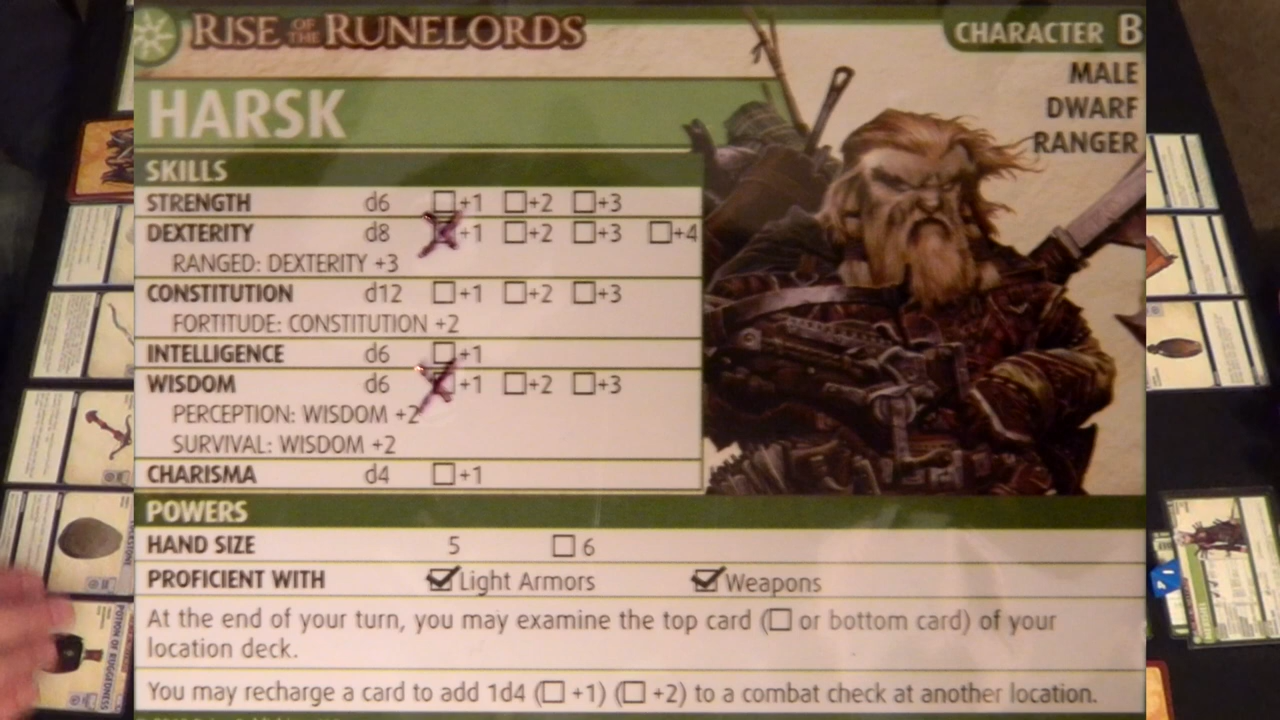 RISE OF THE RUNELORDS
CHARACTER B
MALE
DWARF
RANGER
HARSK
SKILLS
STRENGTH d6 ☐+1 ☐+2 ☐+3
DEXTERITY d8 ☒+1 ☐+2 ☐+3 ☐+4
RANGED: DEXTERITY +3
CONSTITUTION d12 ☐+1 ☐+2 ☐+3
FORTITUDE: CONSTITUTION +2
INTELLIGENCE d6 ☐+1
WISDOM d6 ☒+1 ☐+2 ☐+3
PERCEPTION: WISDOM +2
SURVIVAL: WISDOM +2
CHARISMA d4 ☐+1
POWERS
HAND SIZE 5 ☐ 6
PROFICIENT WITH ☑ Light Armors ☑ Weapons
At the end of your turn, you may examine the top card (☐ or bottom card) of your
location deck.
You may recharge a card to add 1d4 (☐ +1) (☐ +2) to a combat check at another location.
POTION OF RUGGEDNESS